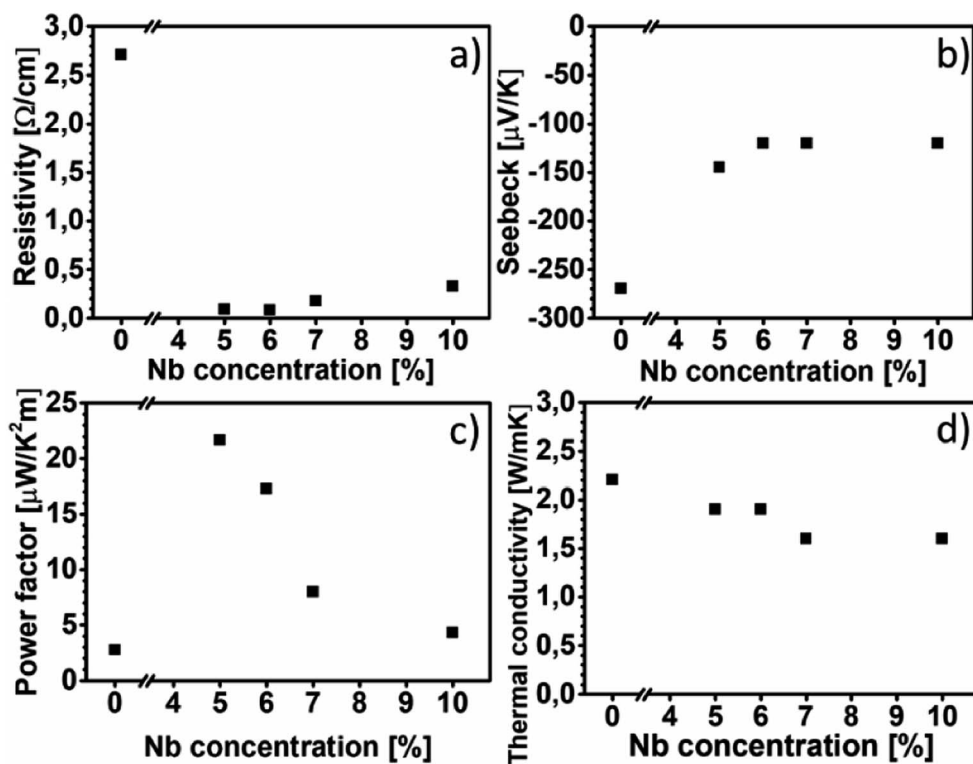 a)
Resistivity [Ω/cm]
3,0
2,5
2,0
1,5
1,0
0,5
0,0
0 4 5 6 7 8 9 10
Nb concentration [%]
b)
Seebeck [µV/K]
-0
-50
-100
-150
-200
-250
-300
0 4 5 6 7 8 9 10
Nb concentration [%]
c)
Power factor [µW/K²m]
25
20
15
10
5
0
0 4 5 6 7 8 9 10
Nb concentration [%]
d)
Thermal conductivity [W/mK]
3,0
2,5
2,0
1,5
1,0
0,5
0,0
0 4 5 6 7 8 9 10
Nb concentration [%]